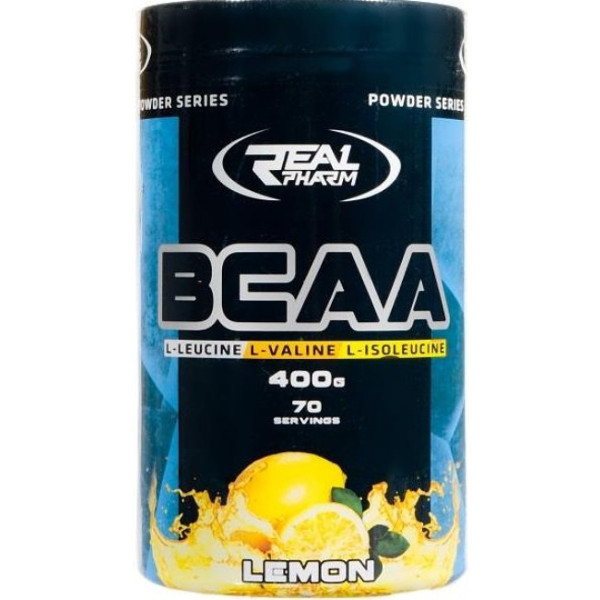 POWDER SERIES
POWDER SERIES
REAL
PHARM
BCAA
L-LEUCINE L-VALINE L-ISOLEUCINE
400G
70
SERVINGS
LEMON